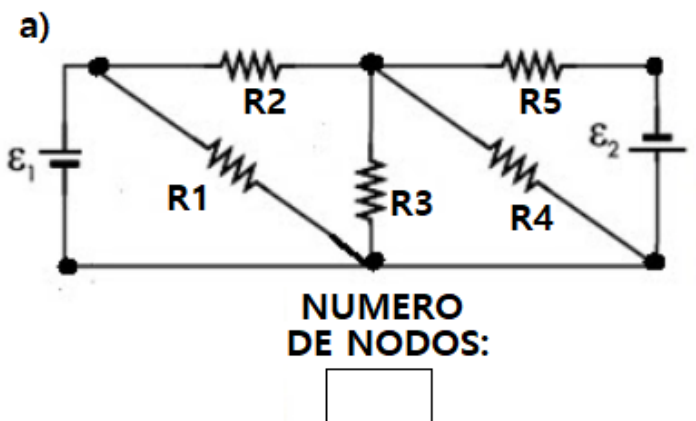 a)
R2
R5
ε1
ε2
R1
R3
R4
NUMERO
DE NODOS: